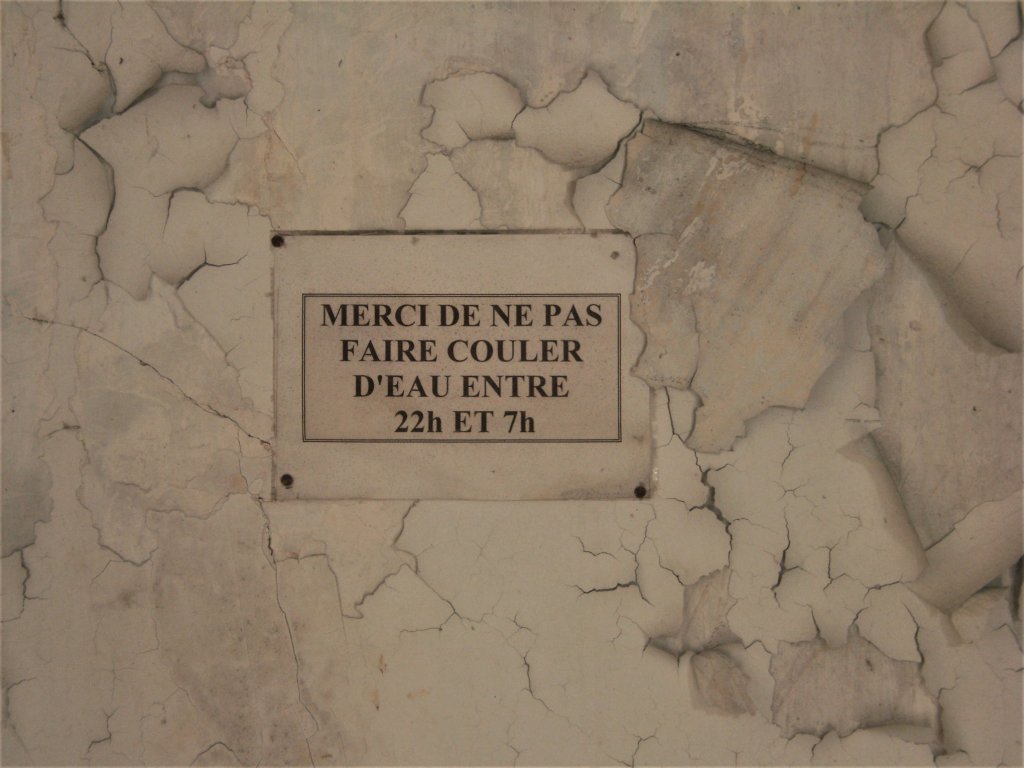 MERCI DE NE PAS
FAIRE COULER
D'EAU ENTRE
22h ET 7h